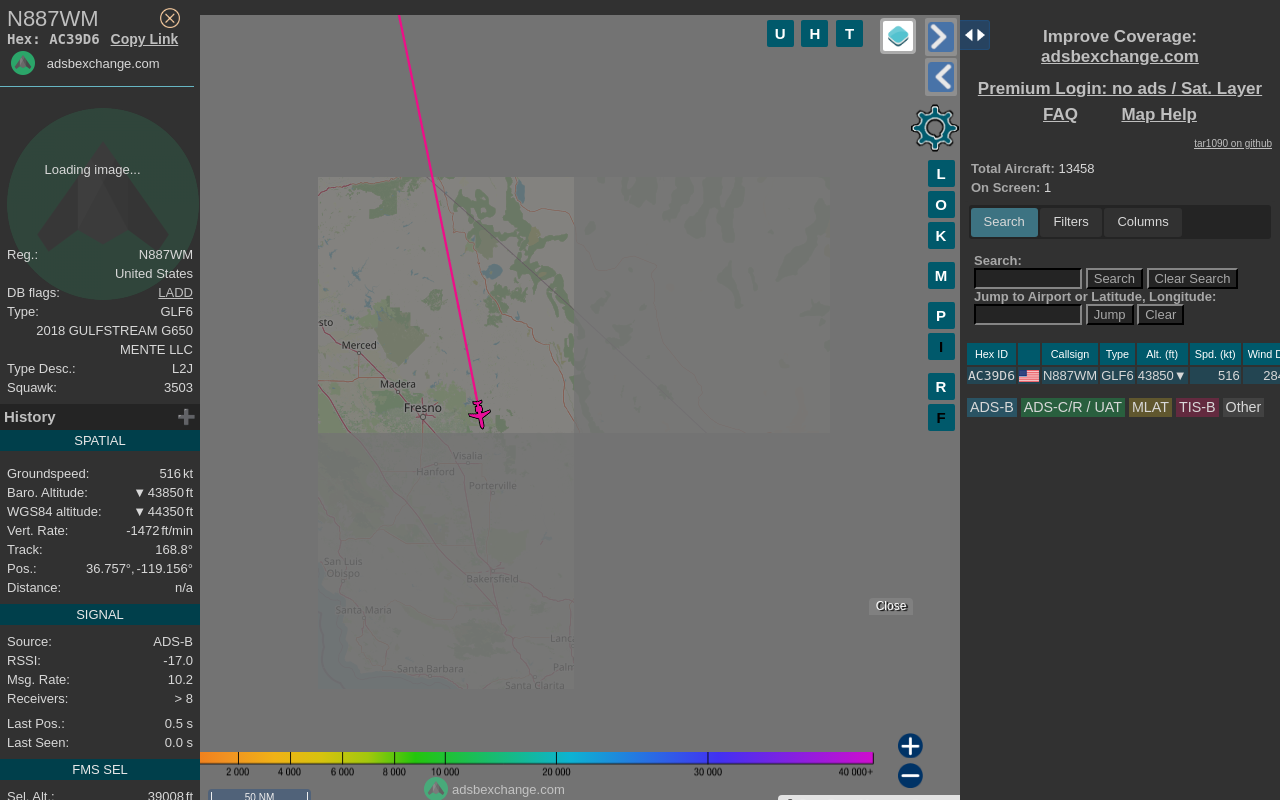 N887WM
Hex: AC39D6 Copy Link
adsbexchange.com
Loading image...
Reg.: N887WM
United States
DB flags: LADD
Type: GLF6
2018 GULFSTREAM G650
MENTE LLC
Type Desc.: L2J
Squawk: 3503
History
SPATIAL
Groundspeed: 516 kt
Baro. Altitude: ▼ 43850 ft
WGS84 altitude: ▼ 44350 ft
Vert. Rate: -1472 ft/min
Track: 168.8°
Pos.: 36.757°, -119.156°
Distance: n/a
SIGNAL
Source: ADS-B
RSSI: -17.0
Msg. Rate: 10.2
Receivers: > 8
Last Pos.: 0.5 s
Last Seen: 0.0 s
FMS SEL
Sel. Alt.: 39008 ft
U H T
L
O
K
M
P
I
R
F
sto
Merced
Madera
Fresno
Visalia
Hanford
Porterville
San Luis
Obispo
Bakersfield
Santa Maria
Lanca
Santa Barbara
Palm
Santa Clarita
Close
2 000 4 000 6 000 8 000 10 000 20 000 30 000 40 000+
adsbexchange.com
50 NM
Improve Coverage:
adsbexchange.com
Premium Login: no ads / Sat. Layer
FAQ Map Help
tar1090 on github
Total Aircraft: 13458
On Screen: 1
Search Filters Columns
Search:
Search Clear Search
Jump to Airport or Latitude, Longitude:
Jump Clear
Hex ID Callsign Type Alt. (ft) Spd. (kt) Wind D
AC39D6 N887WM GLF6 43850▼ 516 284
ADS-B ADS-C/R / UAT MLAT TIS-B Other